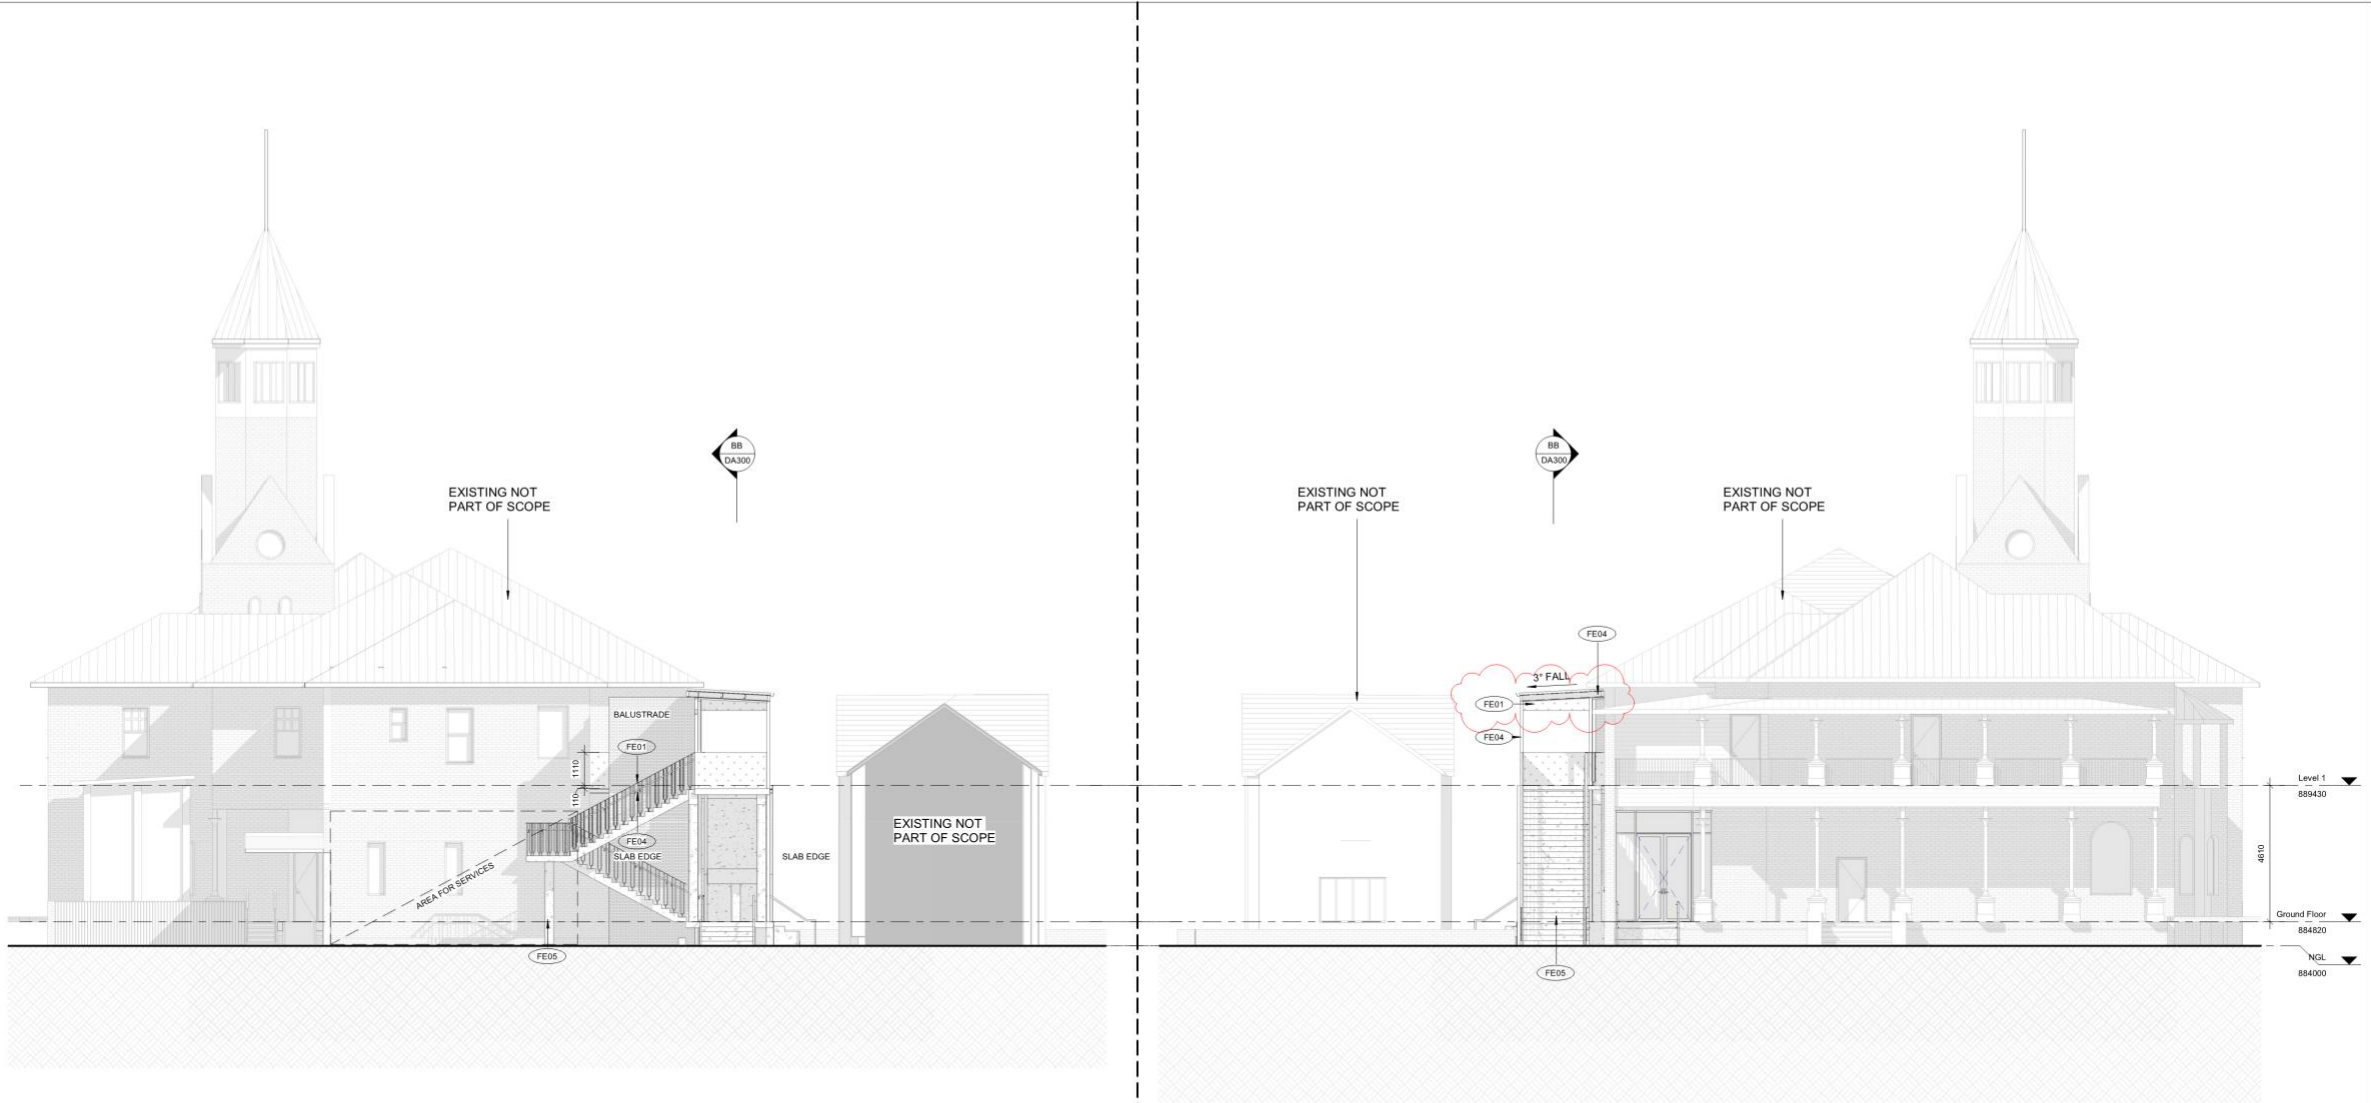 BB
DA300
EXISTING NOT
PART OF SCOPE
BALUSTRADE
FE01
1110
110
FE04
SLAB EDGE
AREA FOR SERVICES
FE05
SLAB EDGE
EXISTING NOT
PART OF SCOPE
BB
DA300
EXISTING NOT
PART OF SCOPE
EXISTING NOT
PART OF SCOPE
FE04
3° FALL
FE01
FE04
FE05
Level 1
889430
4610
Ground Floor
884820
NGL
884000